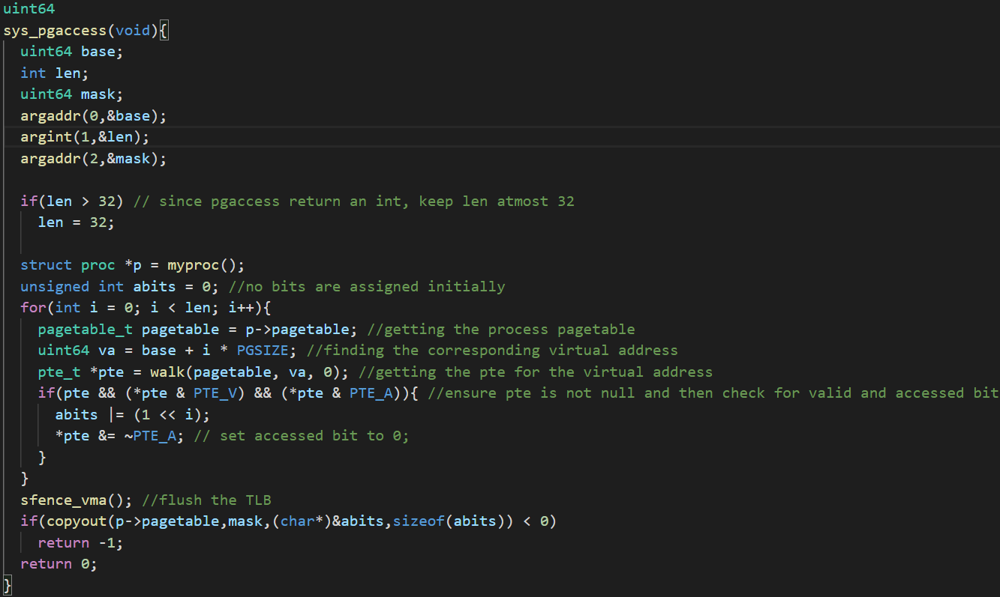 uint64
sys_pgaccess(void){
  uint64 base;
  int len;
  uint64 mask;
  argaddr(0,&base);
  argint(1,&len);
  argaddr(2,&mask);

  if(len > 32) // since pgaccess return an int, keep len atmost 32
    len = 32;

  struct proc *p = myproc();
  unsigned int abits = 0; //no bits are assigned initially
  for(int i = 0; i < len; i++){
    pagetable_t pagetable = p->pagetable; //getting the process pagetable
    uint64 va = base + i * PGSIZE; //finding the corresponding virtual address
    pte_t *pte = walk(pagetable, va, 0); //getting the pte for the virtual address
    if(pte && (*pte & PTE_V) && (*pte & PTE_A)){ //ensure pte is not null and then check for valid and accessed bit
      abits |= (1 << i);
      *pte &= ~PTE_A; // set accessed bit to 0;
    }
  }
  sfence_vma(); //flush the TLB
  if(copyout(p->pagetable,mask,(char*)&abits,sizeof(abits)) < 0)
    return -1;
  return 0;
}